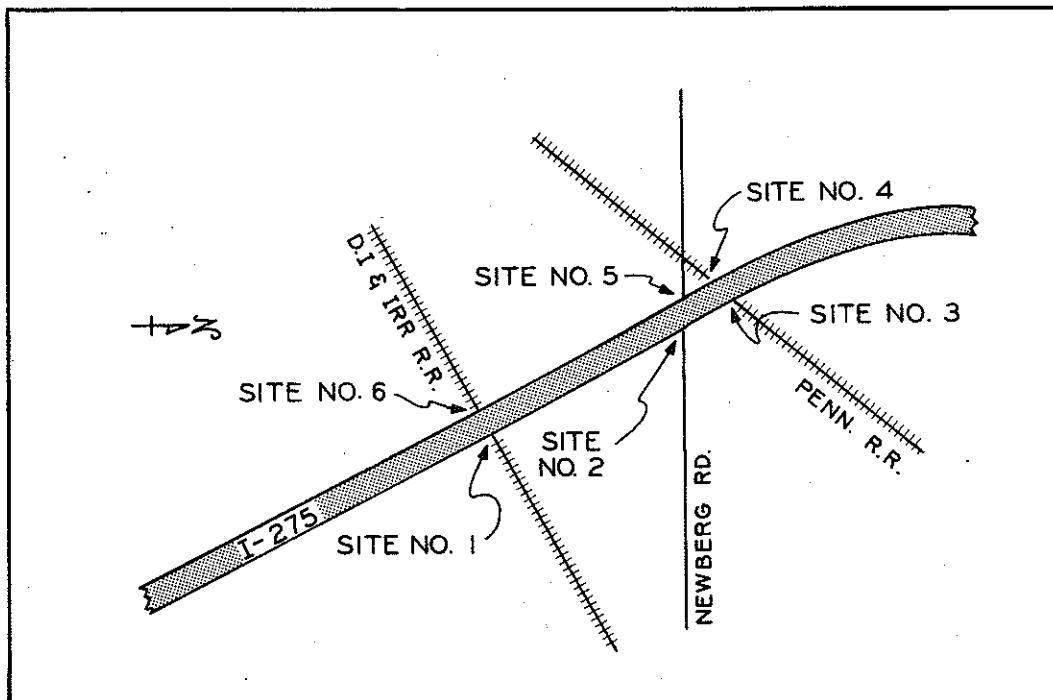 SITE NO. 4
D.I & IRR R.R.
SITE NO. 5
N
SITE NO. 3
SITE NO. 6
PENN. R.R.
SITE
NO. 2
NEWBERG RD.
I-275
SITE NO. 1